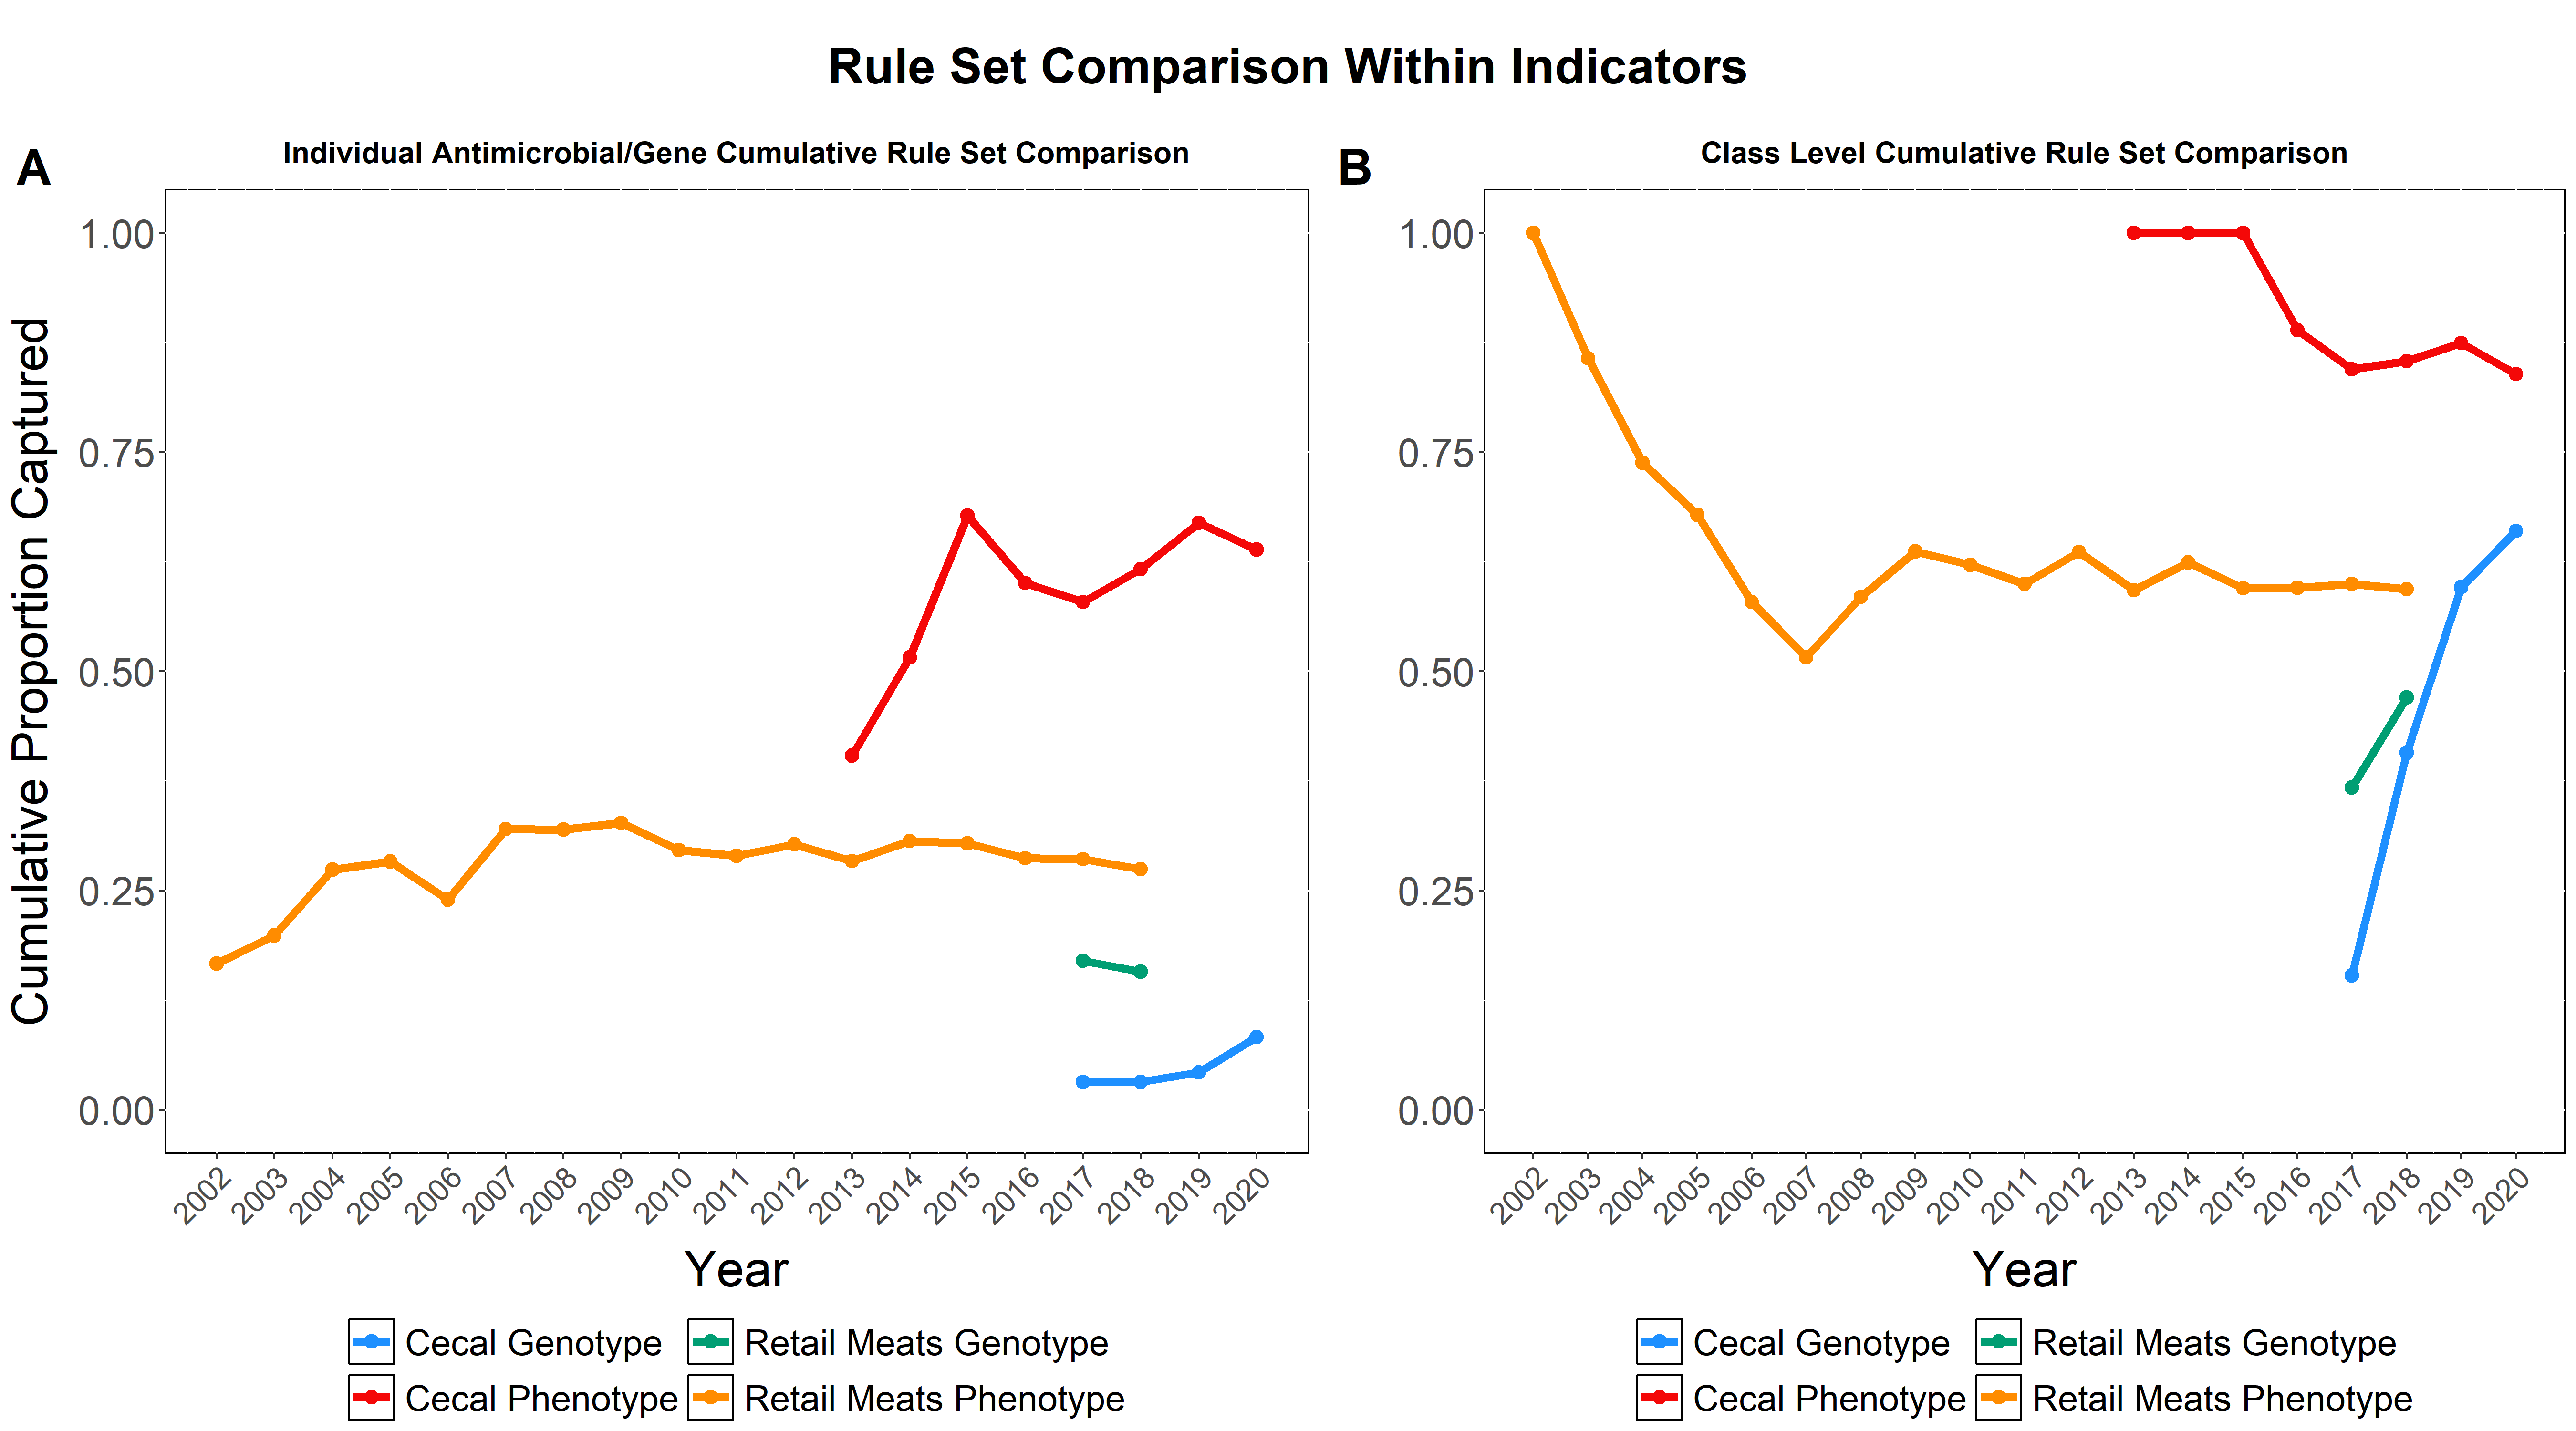 Rule Set Comparison Within Indicators
A
Individual Antimicrobial/Gene Cumulative Rule Set Comparison
Cumulative Proportion Captured
1.00
0.75
0.50
0.25
0.00
2002 2003 2004 2005 2006 2007 2008 2009 2010 2011 2012 2013 2014 2015 2016 2017 2018 2019 2020
Year
Cecal Genotype Retail Meats Genotype
Cecal Phenotype Retail Meats Phenotype
B
Class Level Cumulative Rule Set Comparison
1.00
0.75
0.50
0.25
0.00
2002 2003 2004 2005 2006 2007 2008 2009 2010 2011 2012 2013 2014 2015 2016 2017 2018 2019 2020
Year
Cecal Genotype Retail Meats Genotype
Cecal Phenotype Retail Meats Phenotype